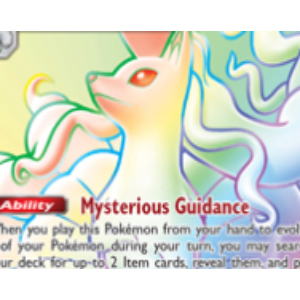 Ability Mysterious Guidance
hen you play this Pokémon from your hand to evol
of your Pokémon during your turn, you may sear
ur deck for up to 2 Item cards, reveal them, and p